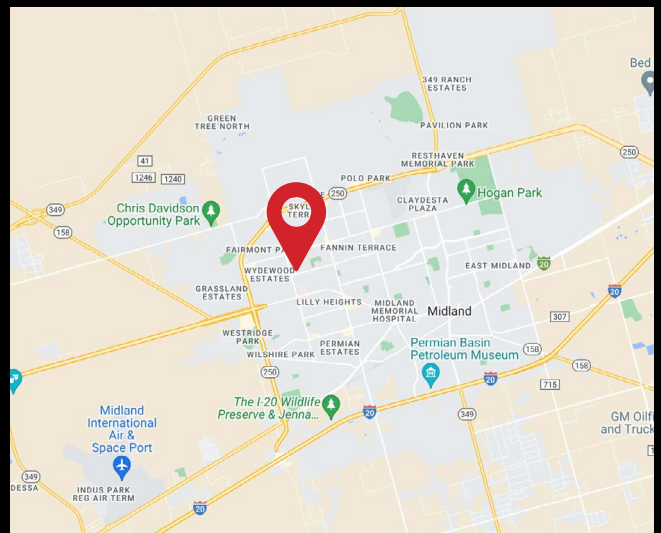 349 RANCH
ESTATES
Bed
GREEN
TREE NORTH
PAVILION PARK
RESTHAVEN
MEMORIAL PARK
250
41
1246
1240
POLO PARK
250
Hogan Park
349
Chris Davidson
Opportunity Park
SKYL
TERR
CLAYDESTA
PLAZA
158
FAIRMONT P
FANNIN TERRACE
WYDEWOOD
ESTATES
EAST MIDLAND
20
GRASSLAND
ESTATES
20
LILLY HEIGHTS
MIDLAND
MEMORIAL
HOSPITAL
Midland
307
WESTRIDGE
PARK
PERMIAN
ESTATES
WILSHIRE PARK
Permian Basin
Petroleum Museum
158
158
250
20
715
The I-20 Wildlife
Preserve & Jenna...
20
349
Midland
International
Air &
Space Port
GM Oilf
and Truck
349
DESSA
INDUS PARK
REG AIR TERM
20